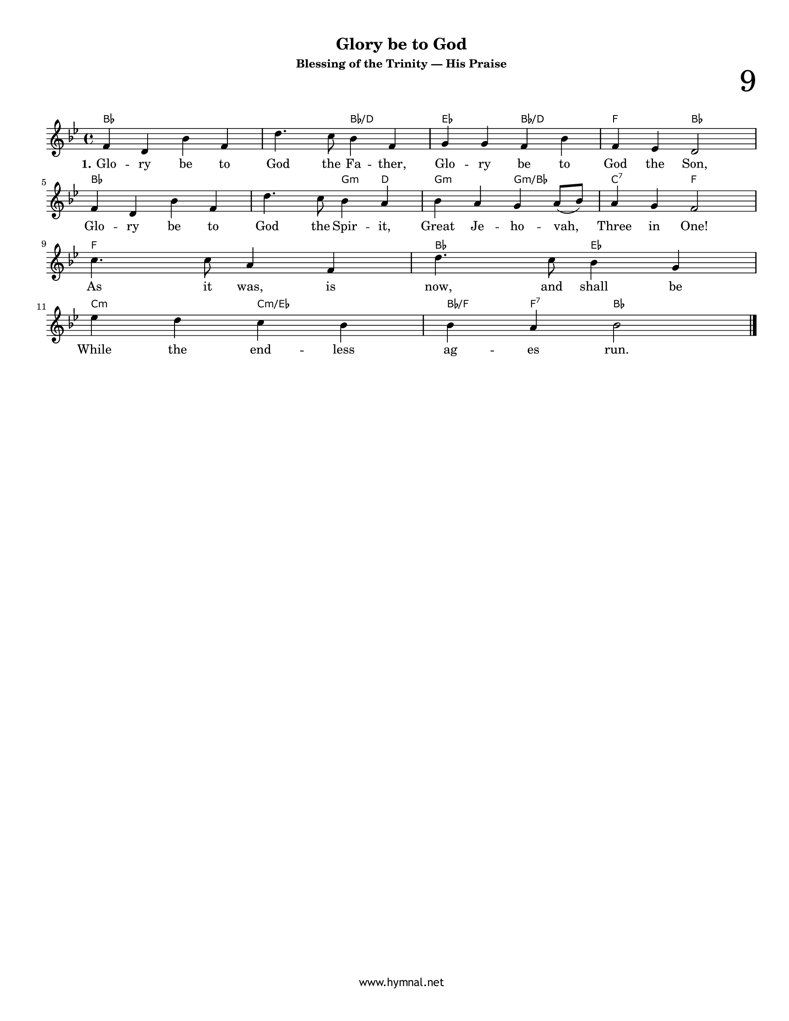 Glory be to God
Blessing of the Trinity — His Praise
9
B♭ B♭/D E♭ B♭/D F B♭
1. Glo - ry be to God the Fa - ther, Glo - ry be to God the Son,
5
B♭ Gm D Gm Gm/B♭ C7 F
Glo - ry be to God the Spir - it, Great Je - ho - vah, Three in One!
9
F B♭ E♭
As it was, is now, and shall be
11
Cm Cm/E♭ B♭/F F7 B♭
While the end - less ag - es run.
www.hymnal.net